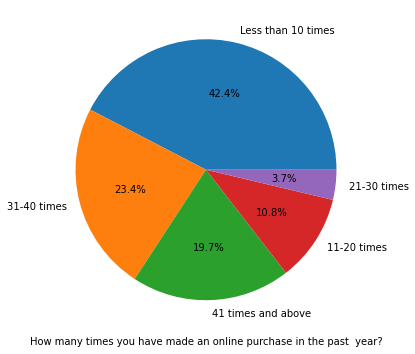 Less than 10 times
42.4%
3.7%
21-30 times
23.4%
31-40 times
10.8%
11-20 times
19.7%
41 times and above
How many times you have made an online purchase in the past  year?